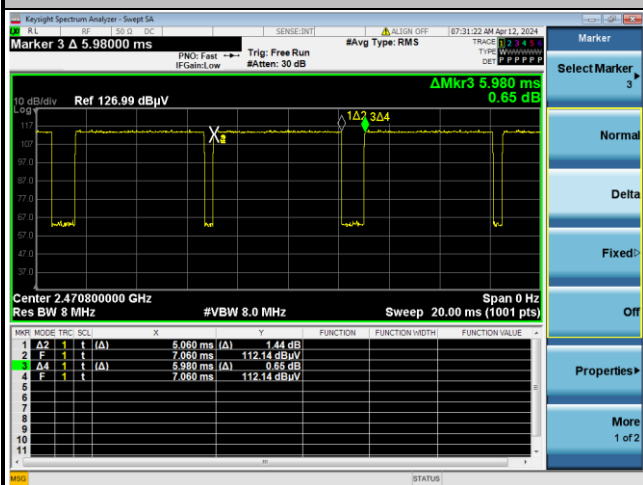 Keysight Spectrum Analyzer - Swept SA
RL RF 50 Ω DC SENSE:INT ALIGN OFF 07:31:22 AM Apr 12, 2024
Marker 3 Δ 5.98000 ms
PNO: Fast Trig: Free Run #Avg Type: RMS TRACE 1 2 3 4 5 6
IFGain:Low #Atten: 30 dB TYPE W
DET P P P P P P
ΔMkr3 5.980 ms
0.65 dB
10 dB/div Ref 126.99 dBµV
Log
117
107
97.0
87.0
77.0
67.0
57.0
47.0
37.0
1Δ2 3Δ4
X
Center 2.470800000 GHz Span 0 Hz
Res BW 8 MHz #VBW 8.0 MHz Sweep 20.00 ms (1001 pts)
MKR MODE TRC SCL X Y FUNCTION FUNCTION WIDTH FUNCTION VALUE
1 Δ2 1 t (Δ) 5.060 ms (Δ) 1.44 dB
2 F 1 t 7.060 ms 112.14 dBµV
3 Δ4 1 t (Δ) 5.980 ms (Δ) 0.65 dB
4 F 1 t 7.060 ms 112.14 dBµV
5
6
7
8
9
10
11
MSG STATUS
Marker
Select Marker
3
Normal
Delta
Fixed
Off
Properties
More
1 of 2